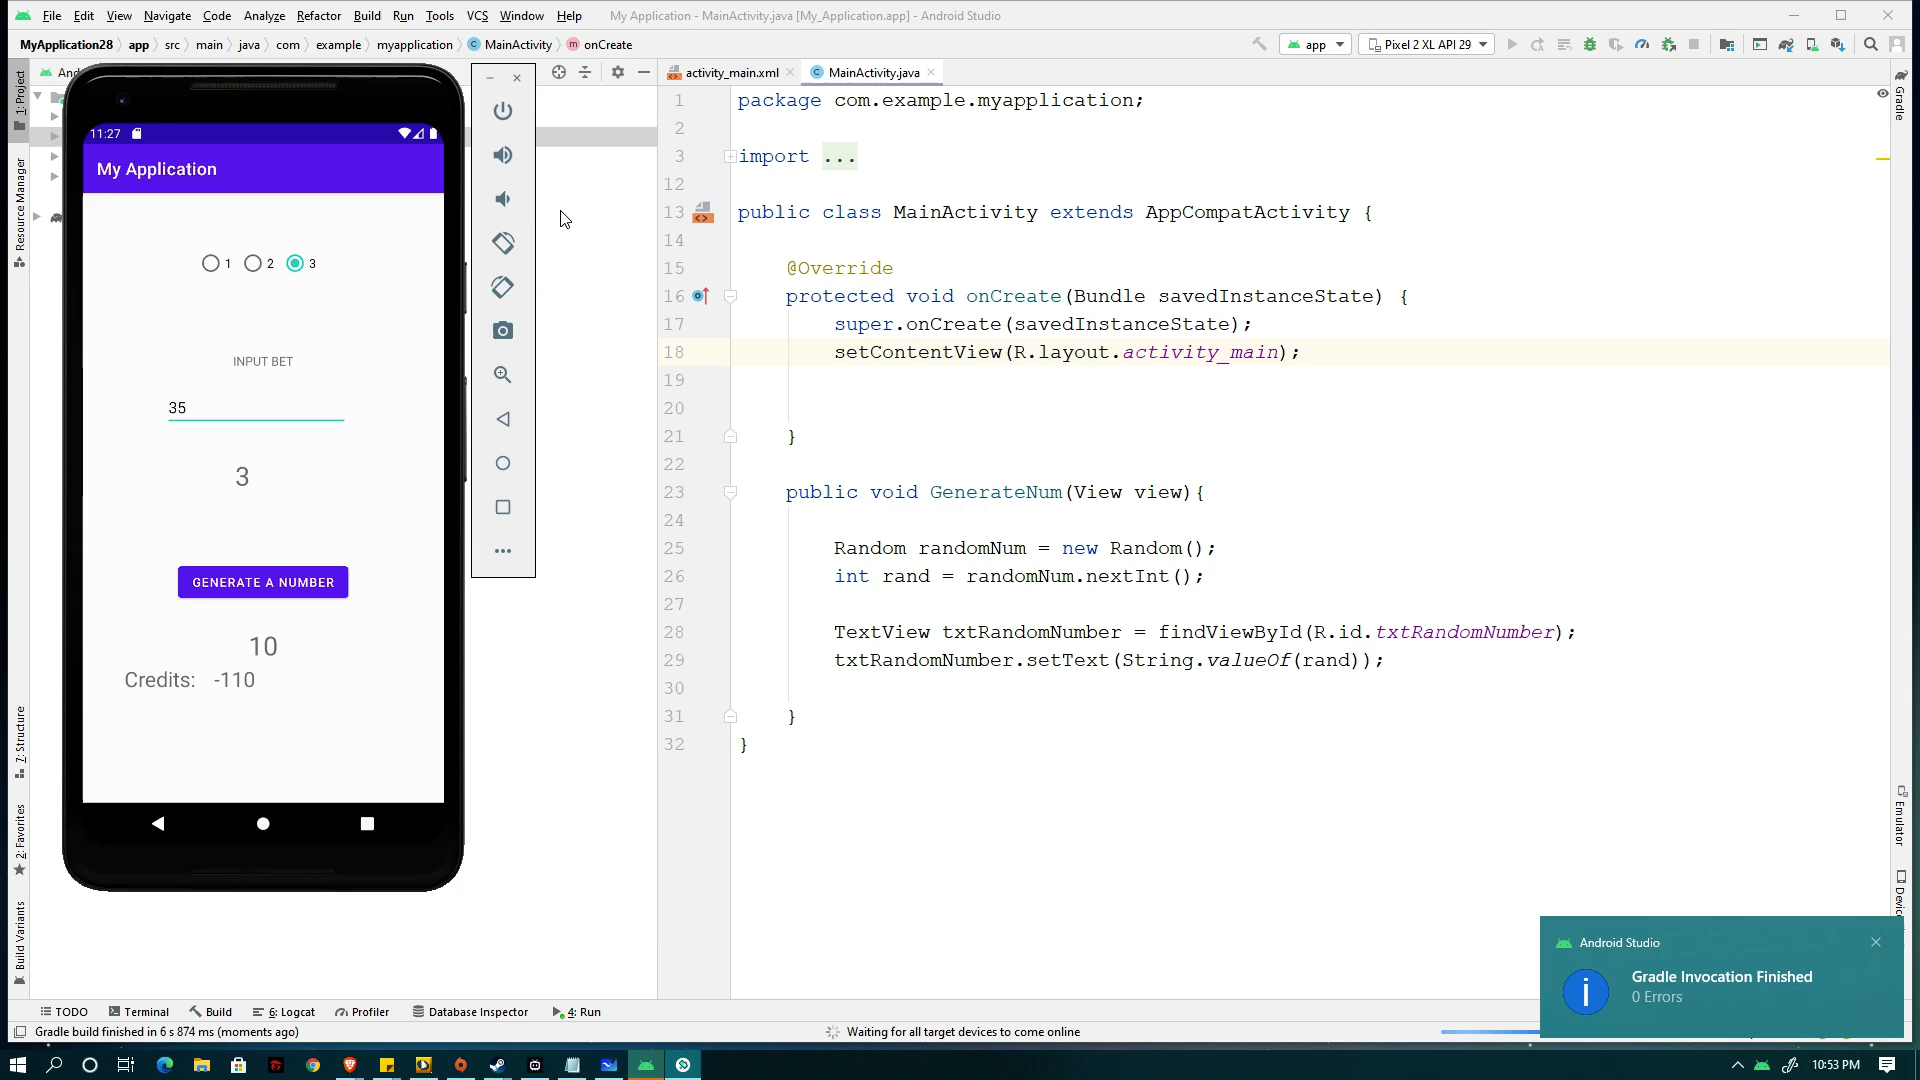 File Edit View Navigate Code Analyze Refactor Build Run Tools VCS Window Help My Application - MainActivity.java [My_Application.app] - Android Studio
MyApplication28 app src main java com example myapplication MainActivity onCreate app Pixel 2 XL API 29
1: Project
Resource Manager
7: Structure
2: Favorites
Build Variants
11:27
My Application
1 2 3
INPUT BET
35
3
GENERATE A NUMBER
10
Credits: -110
activity_main.xml MainActivity.java
1 package com.example.myapplication;
2
3 import ...
12
13 public class MainActivity extends AppCompatActivity {
14
15 @Override
16 protected void onCreate(Bundle savedInstanceState) {
17 super.onCreate(savedInstanceState);
18 setContentView(R.layout.activity_main);
19
20
21 }
22
23 public void GenerateNum(View view){
24
25 Random randomNum = new Random();
26 int rand = randomNum.nextInt();
27
28 TextView txtRandomNumber = findViewById(R.id.txtRandomNumber);
29 txtRandomNumber.setText(String.valueOf(rand));
30
31 }
32 }
Gradle
Emulator
Android Studio
Gradle Invocation Finished
0 Errors
TODO Terminal Build 6: Logcat Profiler Database Inspector 4: Run
Gradle build finished in 6 s 874 ms (moments ago) Waiting for all target devices to come online
10:53 PM